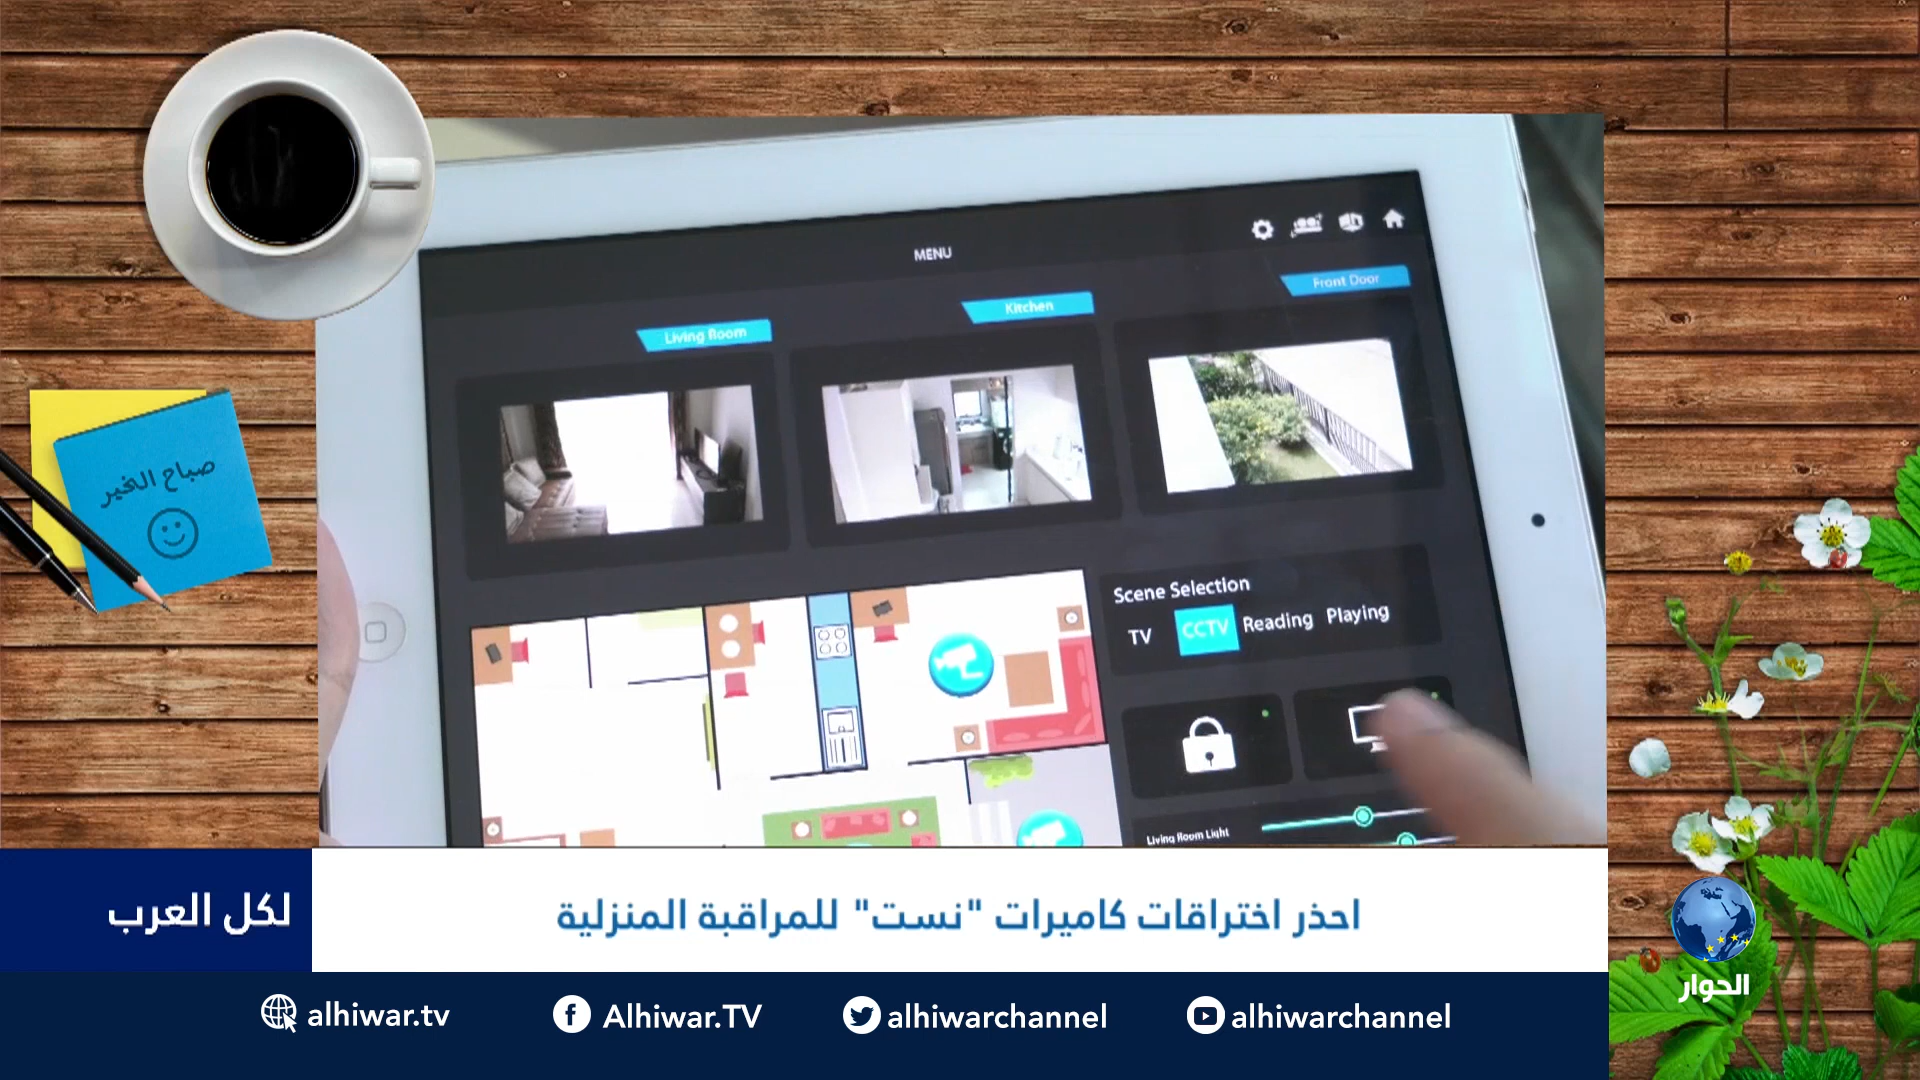 MENU
Living Room
Kitchen
Front Door
صباح الخير
Scene Selection
TV CCTV Reading Playing
Living Room Light
لكل العرب
احذر اختراقات كاميرات "نست" للمراقبة المنزلية
الحوار
alhiwar.tv
Alhiwar.TV
alhiwarchannel
alhiwarchannel